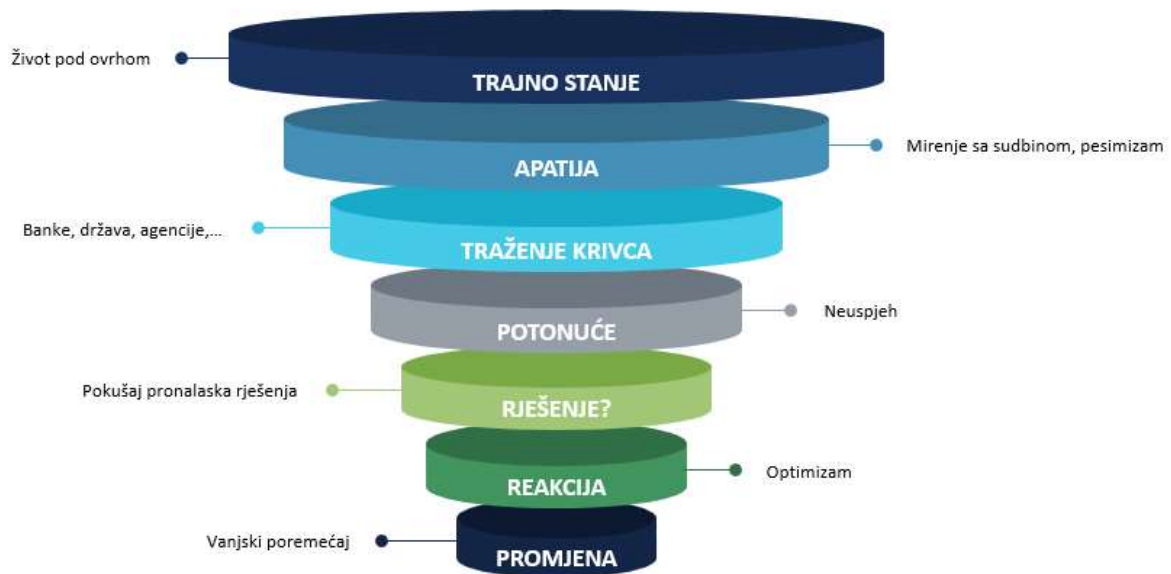 Život pod ovrhom
TRAJNO STANJE
APATIJA
Mirenje sa sudbinom, pesimizam
Banke, država, agencije,...
TRAŽENJE KRIVCA
POTONUĆE
Neuspjeh
Pokušaj pronalaska rješenja
RJEŠENJE?
REAKCIJA
Optimizam
Vanjski poremećaj
PROMJENA